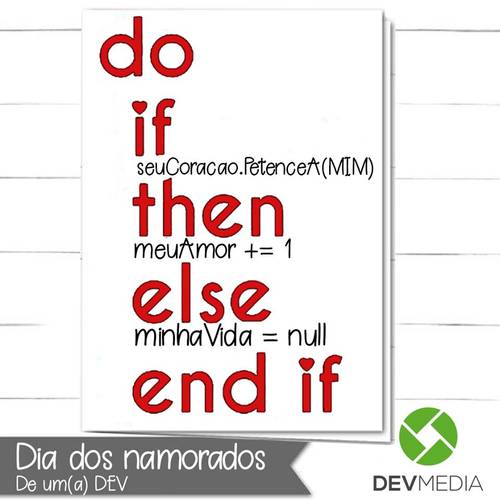 do
if
seuCoracao.PetenceA(MIM)
then
meuAmor += 1
else
minhaVida = null
end if
Dia dos namorados
De um(a) DEV
DEVMEDIA